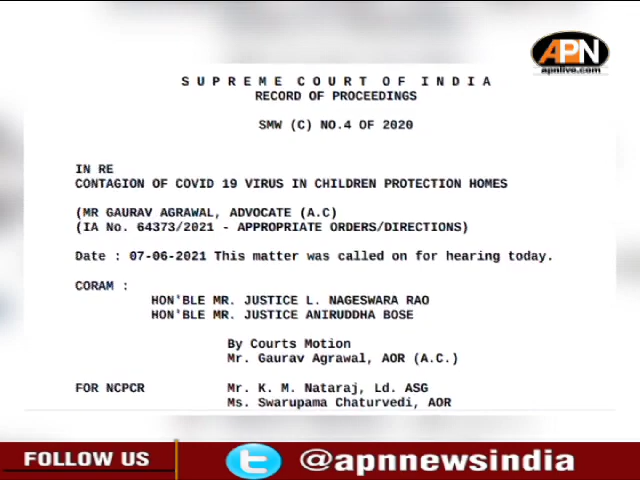 APN
apnlive.com
SUPREME COURT OF INDIA
RECORD OF PROCEEDINGS
SMW (C) NO.4 OF 2020
IN RE
CONTAGION OF COVID 19 VIRUS IN CHILDREN PROTECTION HOMES
(MR GAURAV AGRAWAL, ADVOCATE (A.C)
(IA No. 64373/2021 - APPROPRIATE ORDERS/DIRECTIONS)
Date : 07-06-2021 This matter was called on for hearing today.
CORAM :
HON'BLE MR. JUSTICE L. NAGESWARA RAO
HON'BLE MR. JUSTICE ANIRUDDHA BOSE
By Courts Motion
Mr. Gaurav Agrawal, AOR (A.C.)
FOR NCPCR Mr. K. M. Nataraj, Ld. ASG
Ms. Swarupama Chaturvedi, AOR
FOLLOW US @apnnewsindia